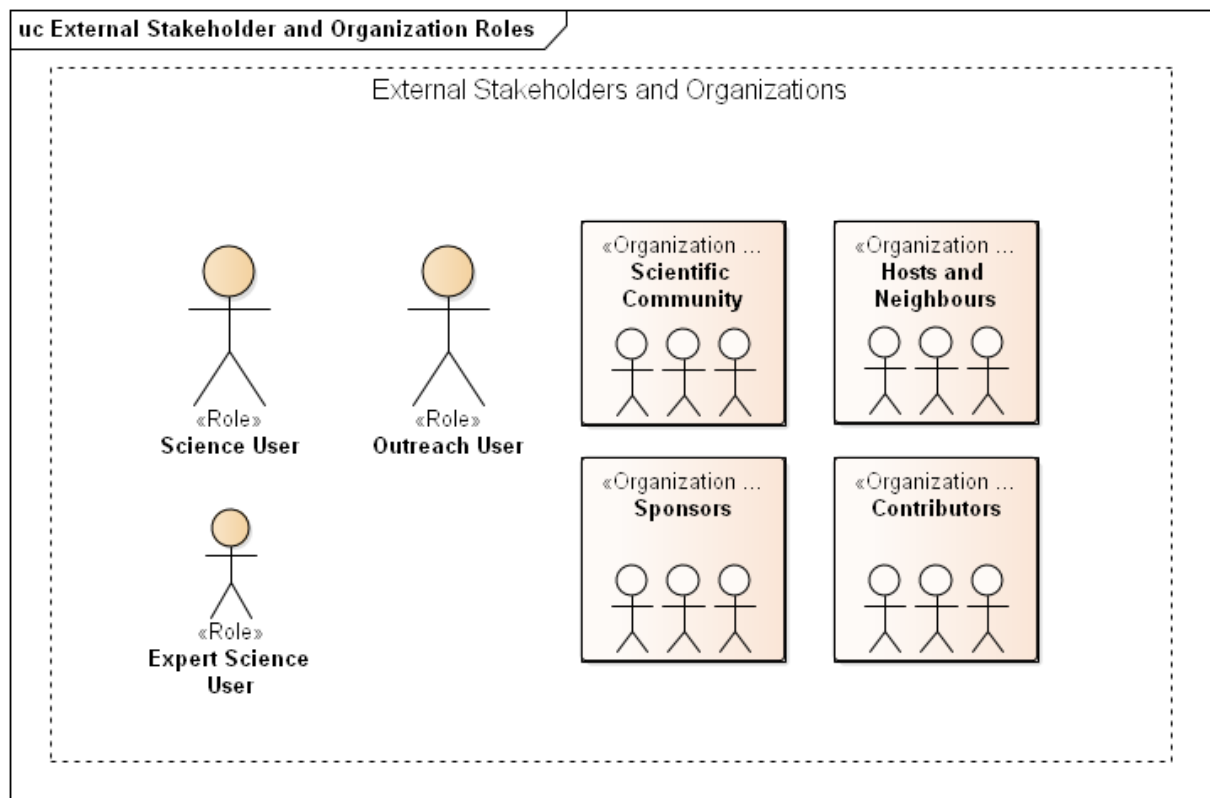 uc External Stakeholder and Organization Roles
External Stakeholders and Organizations
«Role»
Science User
«Role»
Outreach User
«Organization ...
Scientific
Community
«Organization ...
Hosts and
Neighbours
«Role»
Expert Science
User
«Organization ...
Sponsors
«Organization ...
Contributors